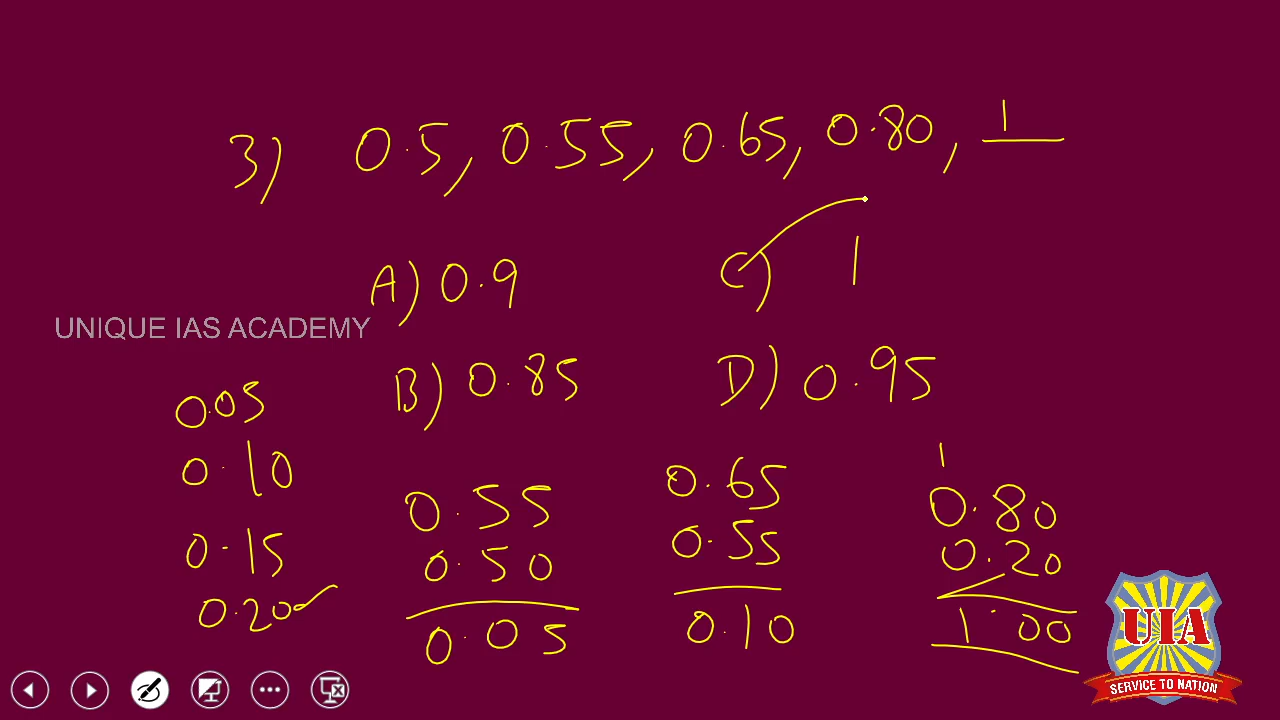 3) 0.5, 0.55, 0.65, 0.80, 1
A) 0.9
C) 1
UNIQUE IAS ACADEMY
B) 0.85
D) 0.95
0.05
0.10
0.15
0.20
0.55
0.50
0.05
0.65
0.55
0.10
1
0.80
0.20
1.00
UIA
SERVICE TO NATION